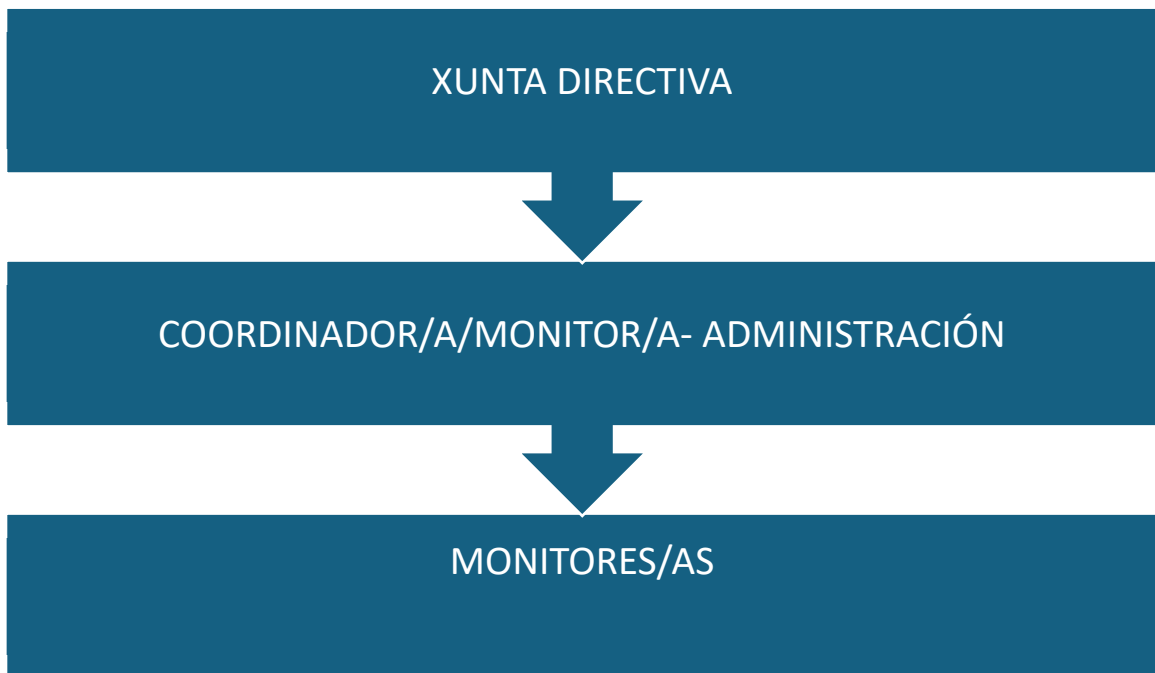 XUNTA DIRECTIVA
COORDINADOR/A/MONITOR/A- ADMINISTRACIÓN
MONITORES/AS